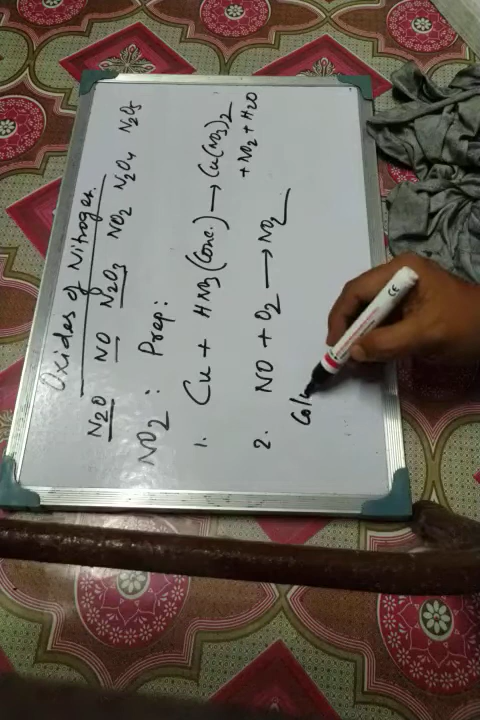 Oxides of Nitrogen.
N2O NO N2O3 NO2 N2O4 N2O5
NO2 : Prep:
1. Cu + HNO3 (Conc.) → Cu(NO3)2
+ NO2 + H2O
2. NO + O2 → NO2